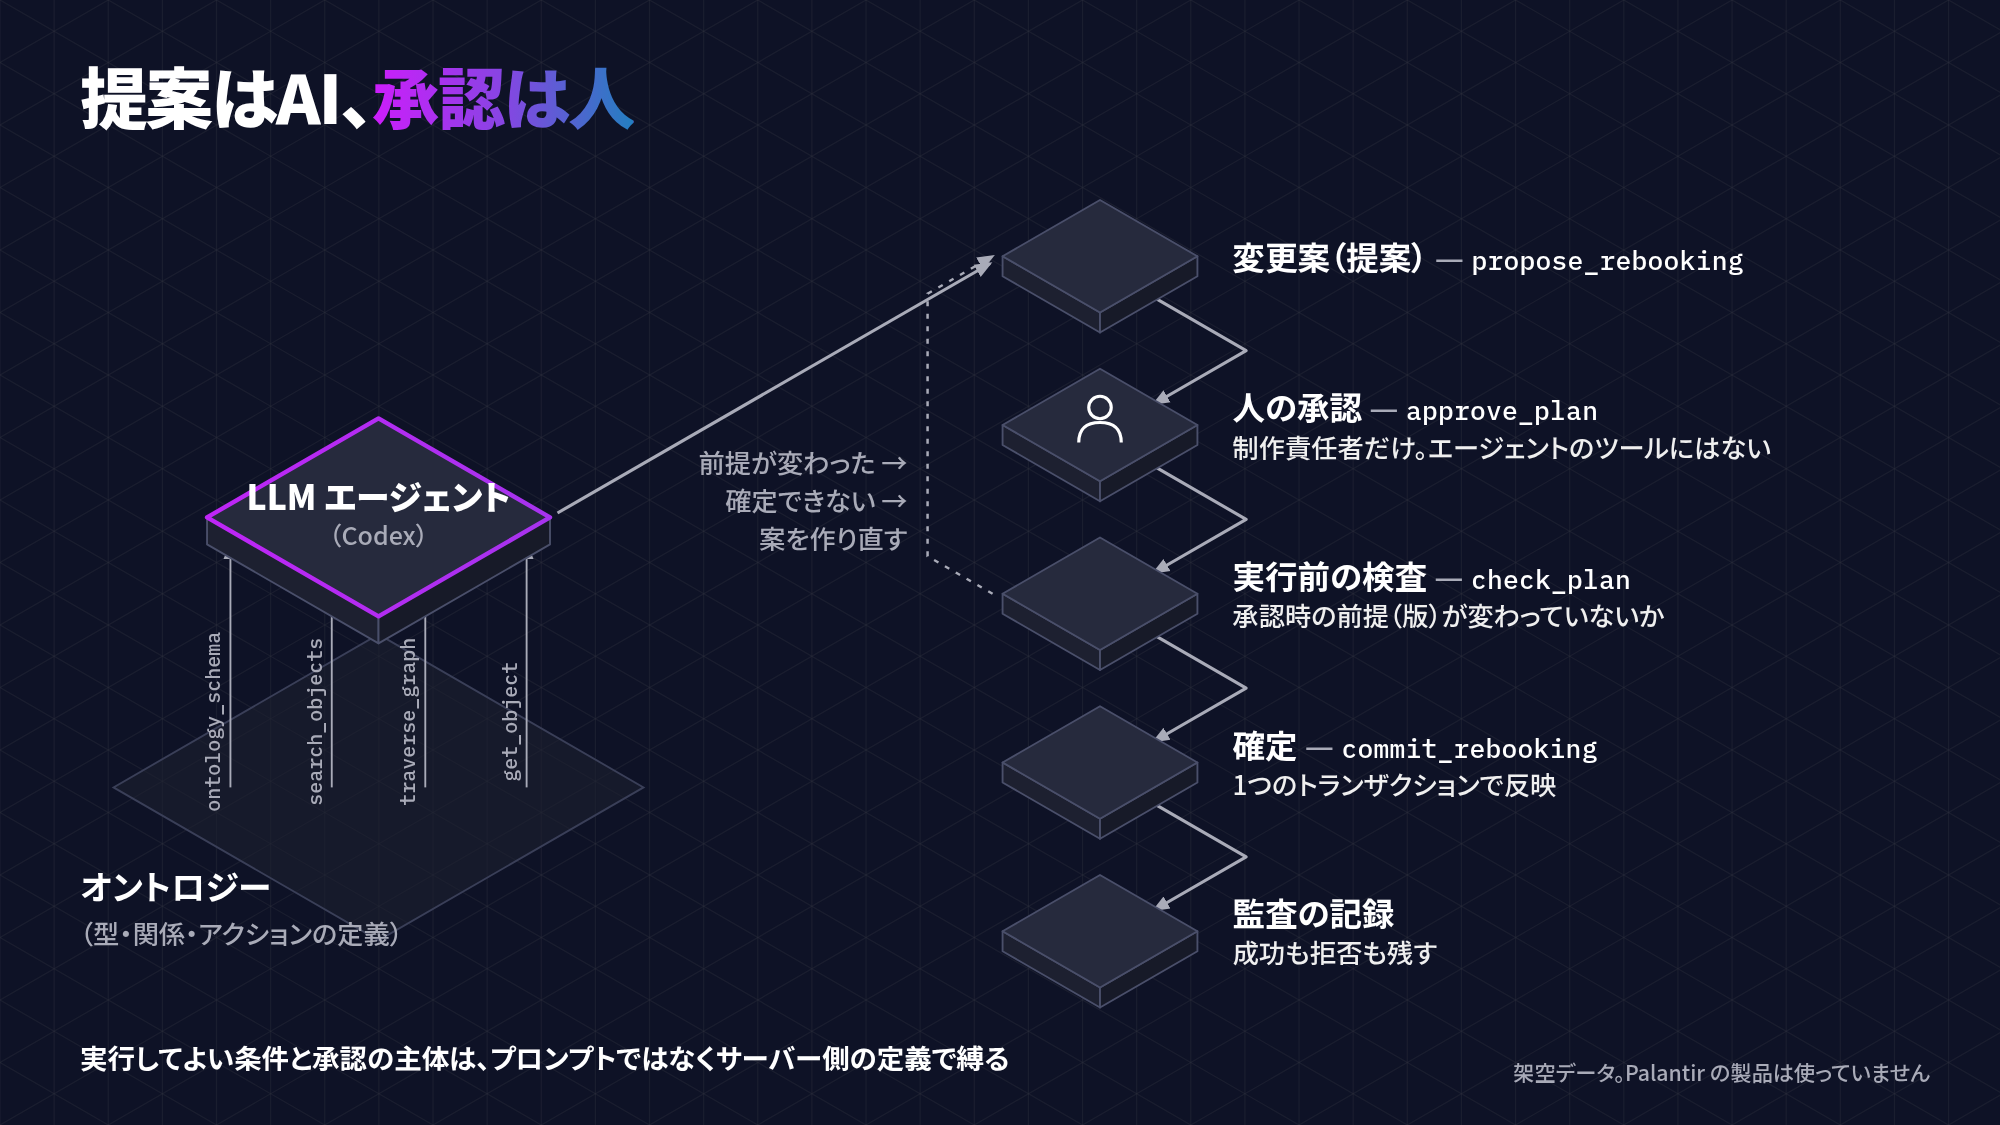 提案はAI、承認は人
変更案（提案） — propose_rebooking
人の承認 — approve_plan
制作責任者だけ。エージェントのツールにはない
前提が変わった →
確定できない →
案を作り直す
LLM エージェント
（Codex）
実行前の検査 — check_plan
承認時の前提（版）が変わっていないか
ontology_schema
search_objects
traverse_graph
get_object
確定 — commit_rebooking
1つのトランザクションで反映
オントロジー
（型・関係・アクションの定義）
監査の記録
成功も拒否も残す
実行してよい条件と承認の主体は、プロンプトではなくサーバー側の定義で縛る
架空データ。Palantir の製品は使っていません